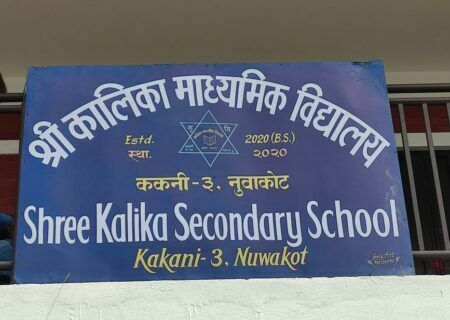 श्री कालिका माध्यमिक विद्यालय
Estd. 2020 (B.S.)
स्था. २०२०
ककनी - ३, नुवाकोट
Shree Kalika Secondary School
Kakani - 3, Nuwakot